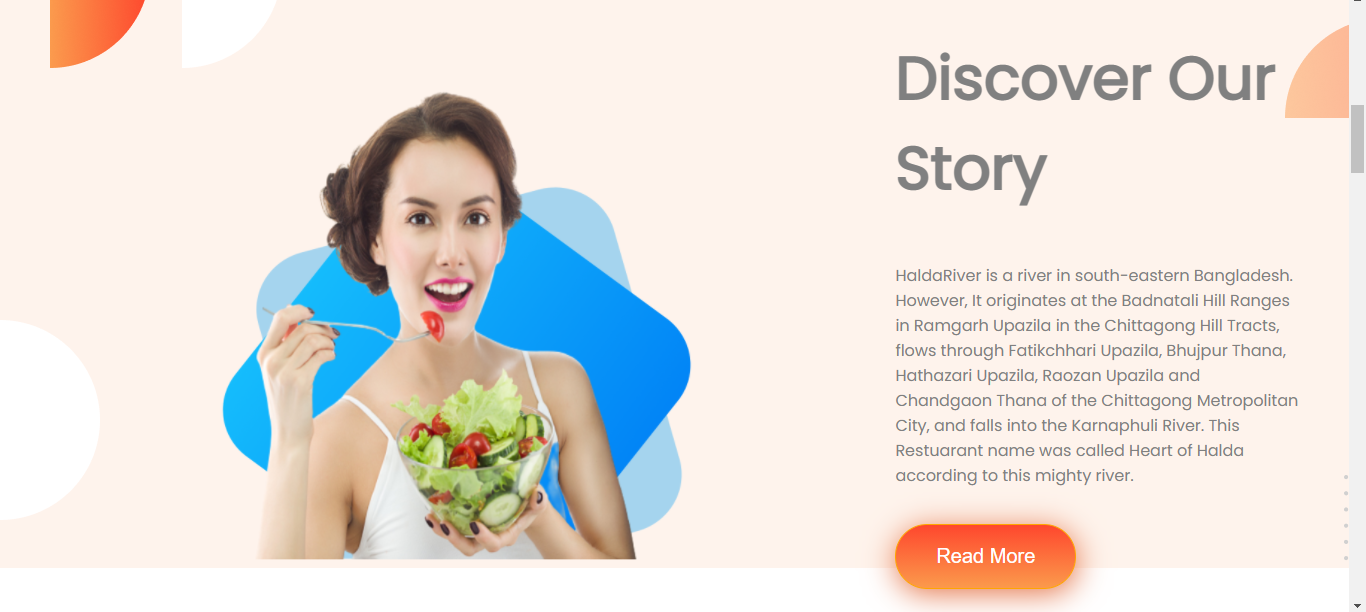 Discover Our
Story
HaldaRiver is a river in south-eastern Bangladesh.
However, It originates at the Badnatali Hill Ranges
in Ramgarh Upazila in the Chittagong Hill Tracts,
flows through Fatikchhari Upazila, Bhujpur Thana,
Hathazari Upazila, Raozan Upazila and
Chandgaon Thana of the Chittagong Metropolitan
City, and falls into the Karnaphuli River. This
Restuarant name was called Heart of Halda
according to this mighty river.
Read More